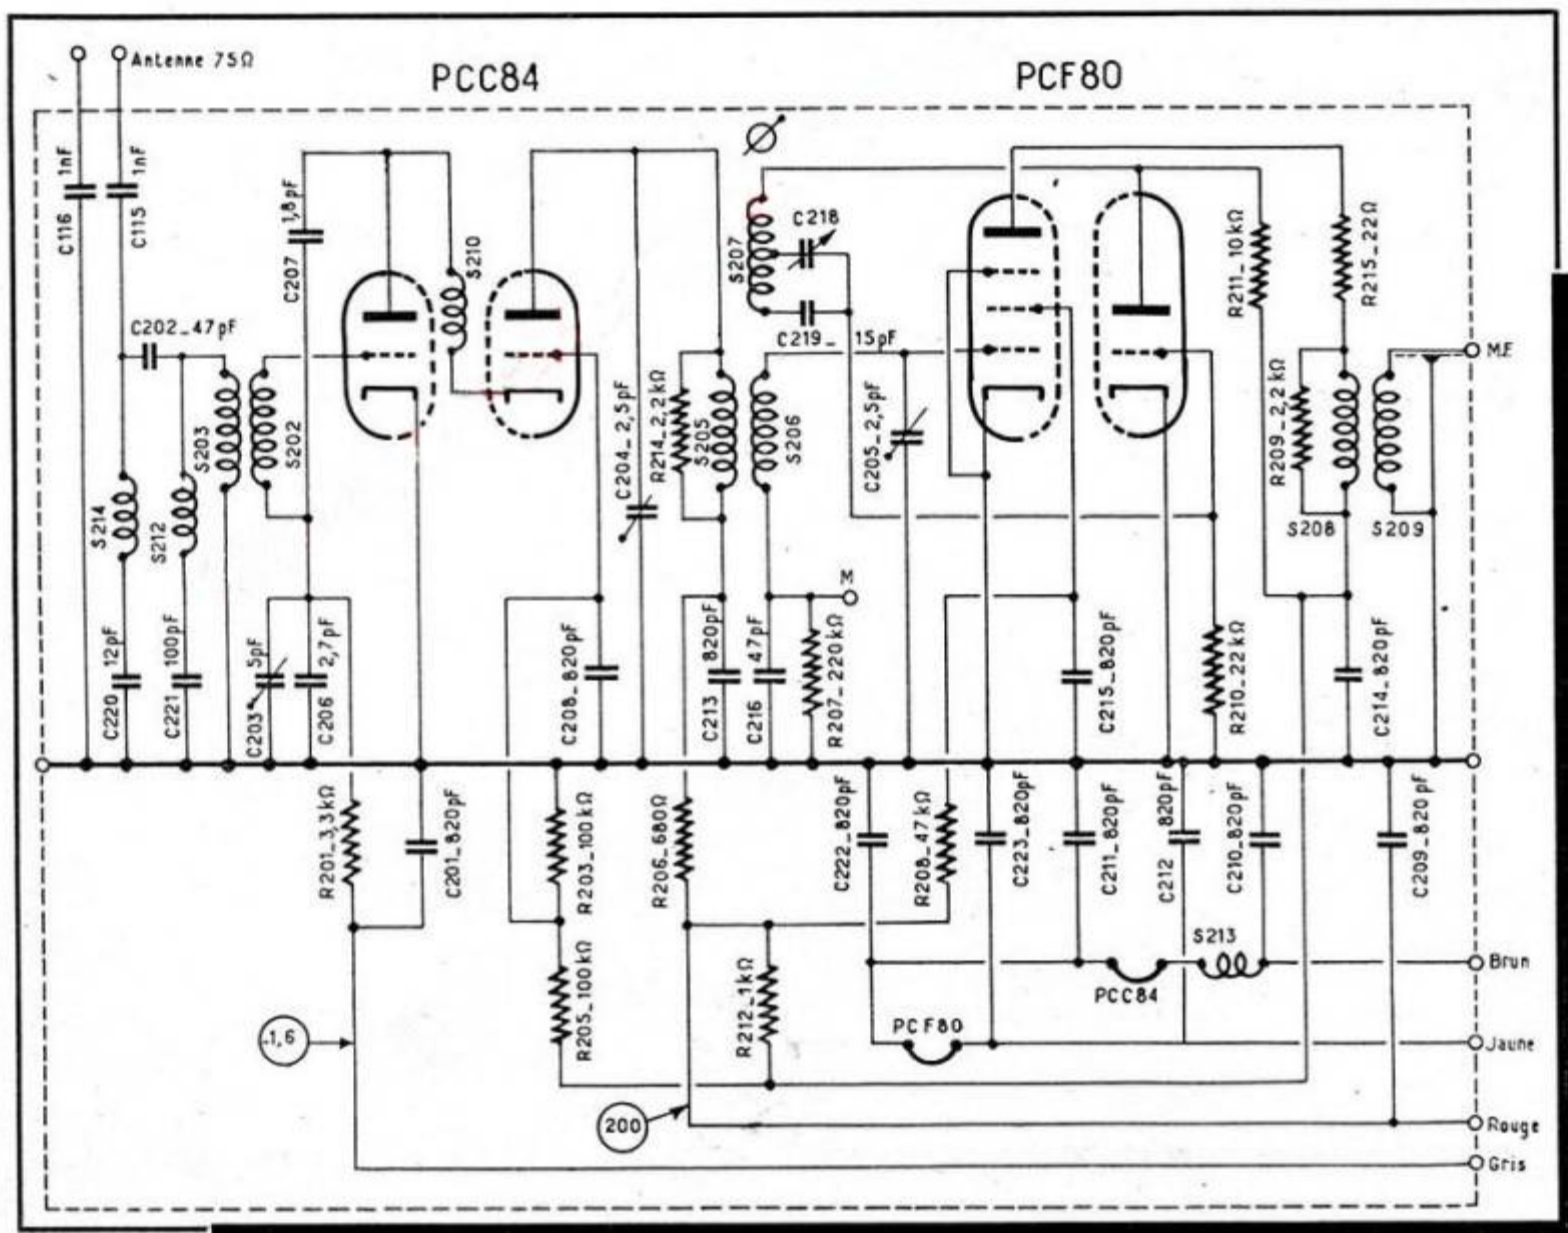 Antenne 75Ω
PCC84
PCF80
C116 1nF
C115 1nF
C207 1,8pF
S210
S207
C218
C219_ 15pF
R211_10kΩ
R215_22Ω
C202_47pF
S203
S202
S214
S212
C204_2,5pF
R214_2,2kΩ
S205
S206
C205_2,5pF
R209_2,2kΩ
S208
S209
M.F
M
C220 12pF
C221 100pF
C203 5pF
C206 2,7pF
C208_820pF
C213 820pF
C216 47pF
R207_220kΩ
C215_820pF
R210_22kΩ
C214_820pF
R201_3,3kΩ
C201_820pF
R203_100kΩ
R206_680Ω
C222_820pF
R208_47kΩ
C223_820pF
C211_820pF
C212 820pF
C210_820pF
C209_820pF
R205_100kΩ
R212_1kΩ
S213
PCC84
PCF80
-1,6
200
Brun
Jaune
Rouge
Gris